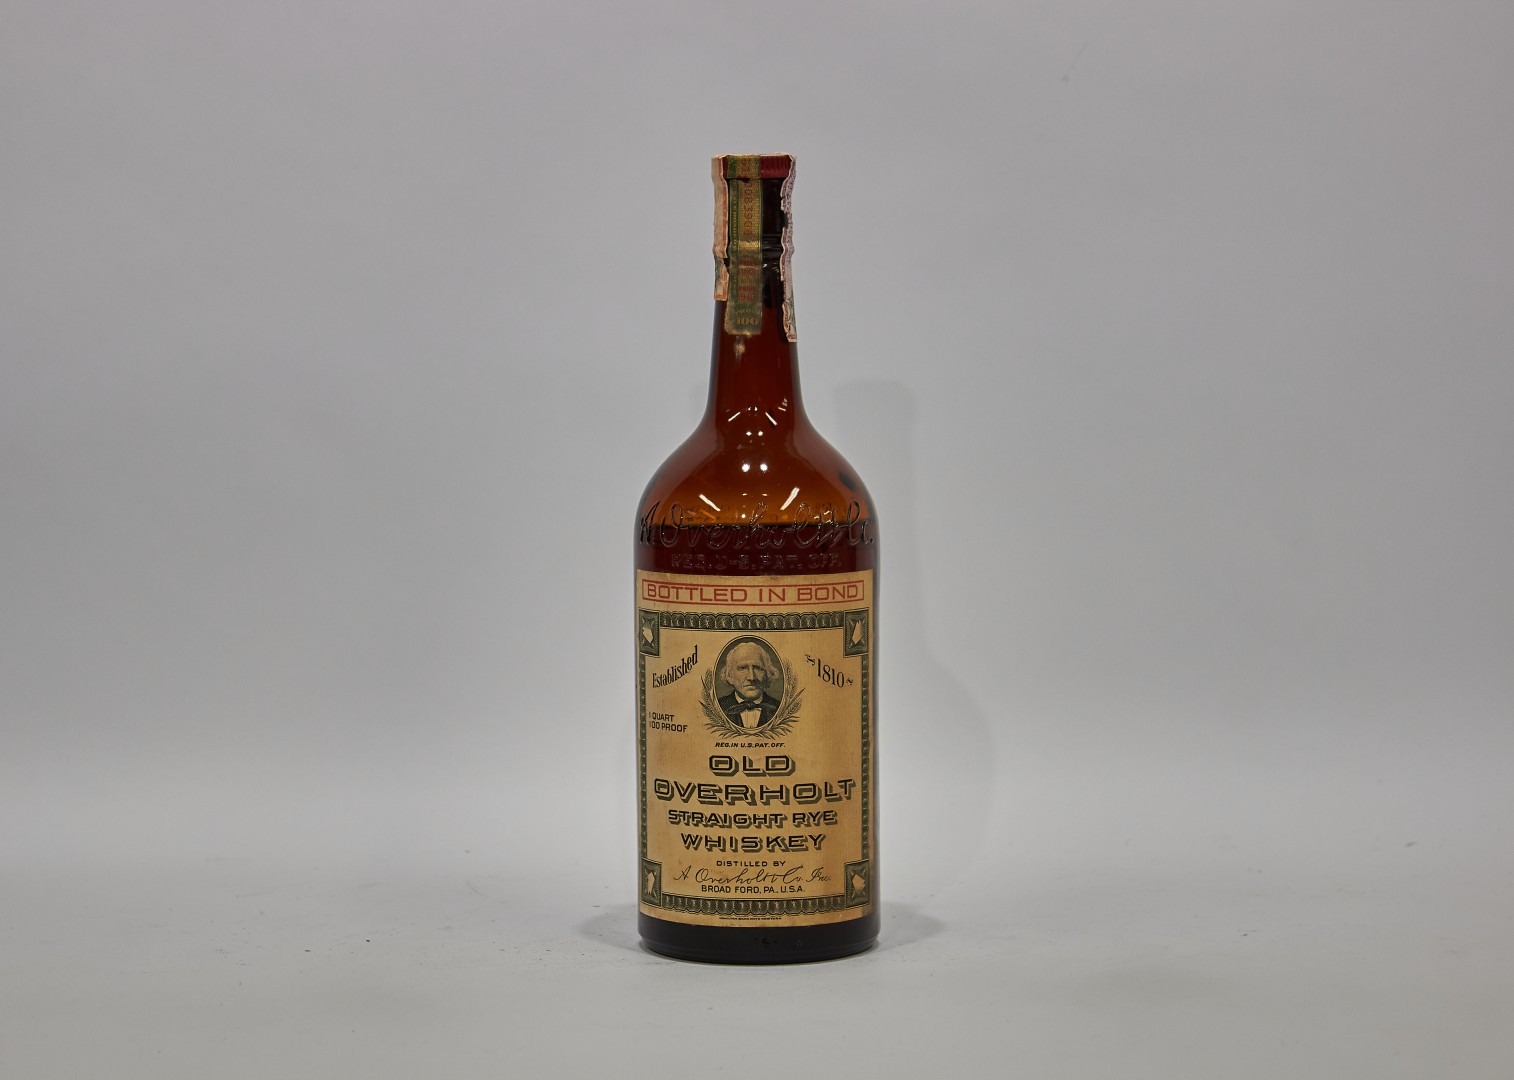 100
A. Overholt & Co.
REG. U.S. PAT. OFF.
BOTTLED IN BOND
Established 1810
1 QUART
100 PROOF
REG. IN U.S. PAT. OFF.
OLD
OVERHOLT
STRAIGHT RYE
WHISKEY
DISTILLED BY
A. Overholt & Co. Inc.
BROAD FORD, PA., U.S.A.